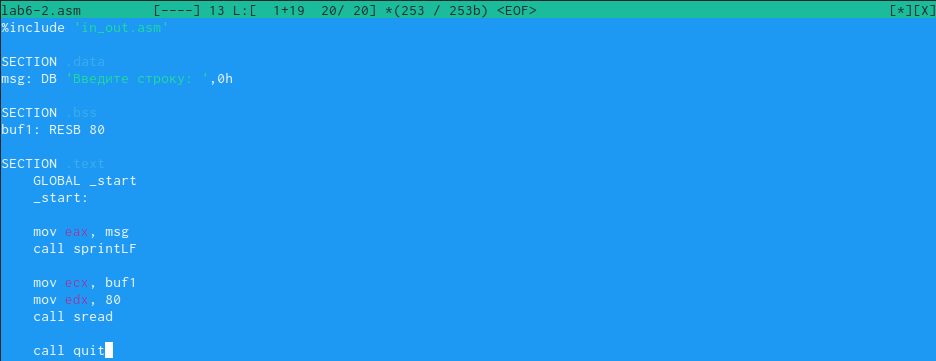 lab6-2.asm [----] 13 L:[ 1+19 20/ 20] *(253 / 253b) <EOF> [*][X]
%include 'in_out.asm'
SECTION .data
msg: DB 'Введите строку: ',0h
SECTION .bss
buf1: RESB 80
SECTION .text
GLOBAL _start
_start:
mov eax, msg
call sprintLF
mov ecx, buf1
mov edx, 80
call sread
call quit